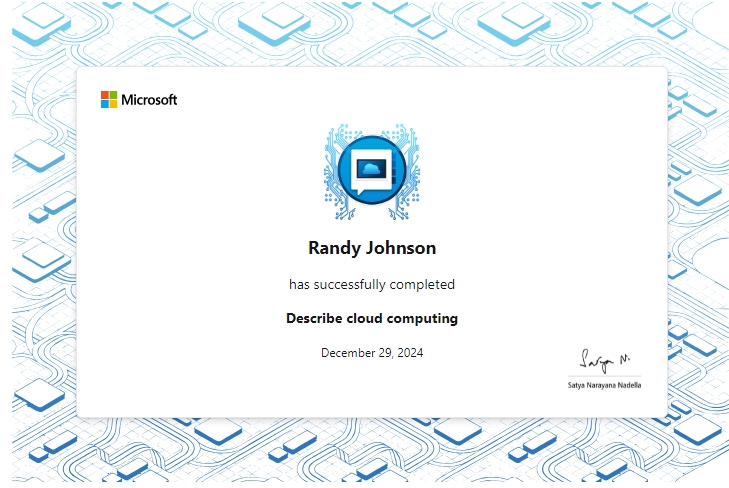 Microsoft
Randy Johnson
has successfully completed
Describe cloud computing
December 29, 2024
Satya N.
Satya Narayana Nadella